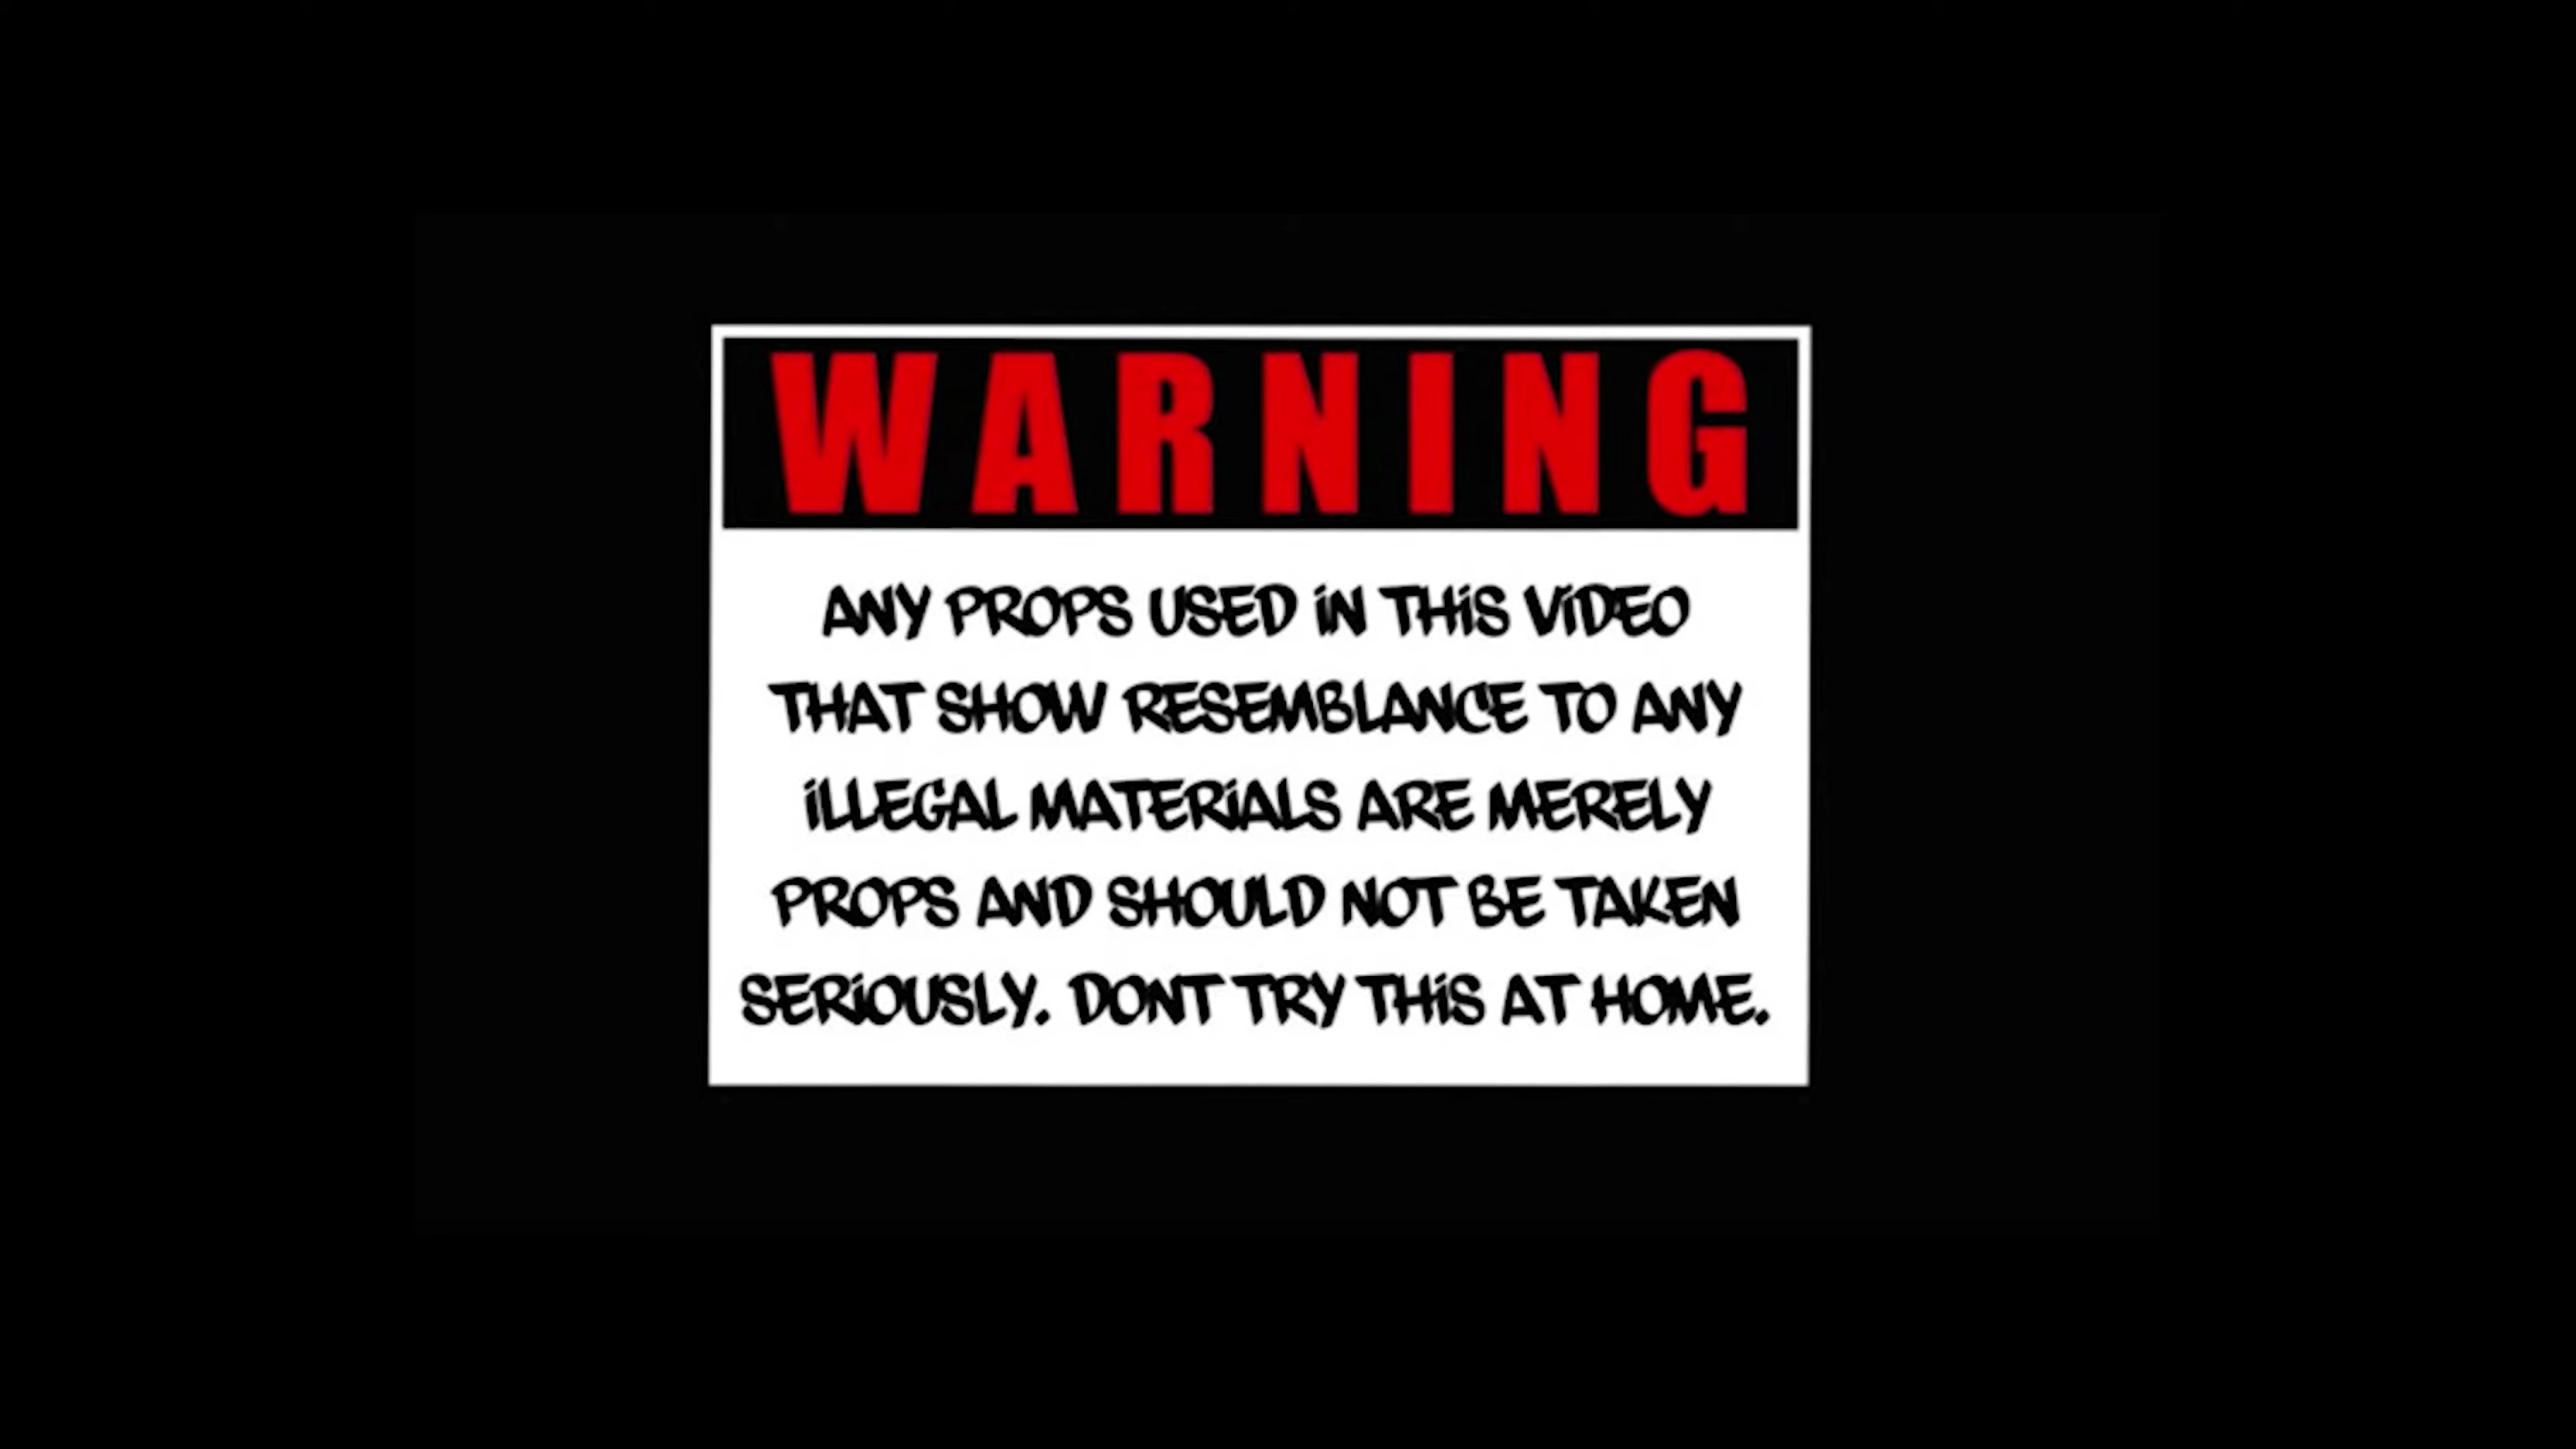 WARNING
ANY PROPS USED iN THiS ViDEO
THAT SHOW RESEMBLANCE TO ANY
iLLEGAL MATERiALS ARE MERELY
PROPS AND SHOULD NOT BE TAKEN
SERiOUSLY. DONT TRY THiS AT HOME.